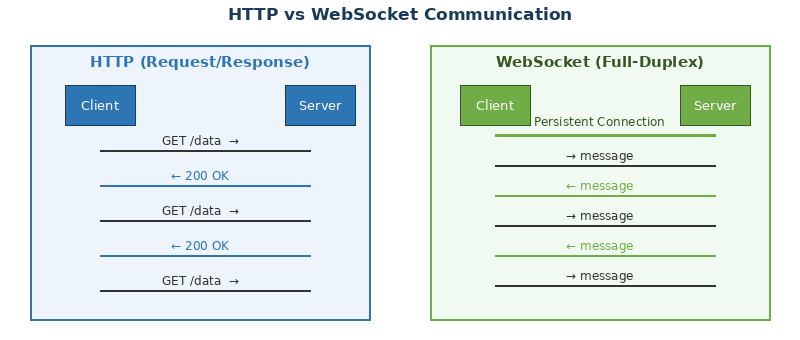 HTTP vs WebSocket Communication
HTTP (Request/Response)
Client
Server
GET /data →
← 200 OK
GET /data →
← 200 OK
GET /data →
WebSocket (Full-Duplex)
Client
Server
Persistent Connection
→ message
← message
→ message
← message
→ message